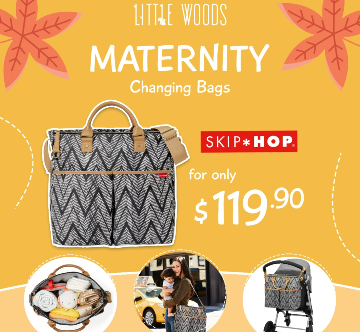 LITTLE WOODS
MATERNITY
Changing Bags
SKIP*HOP
for only
$119.90